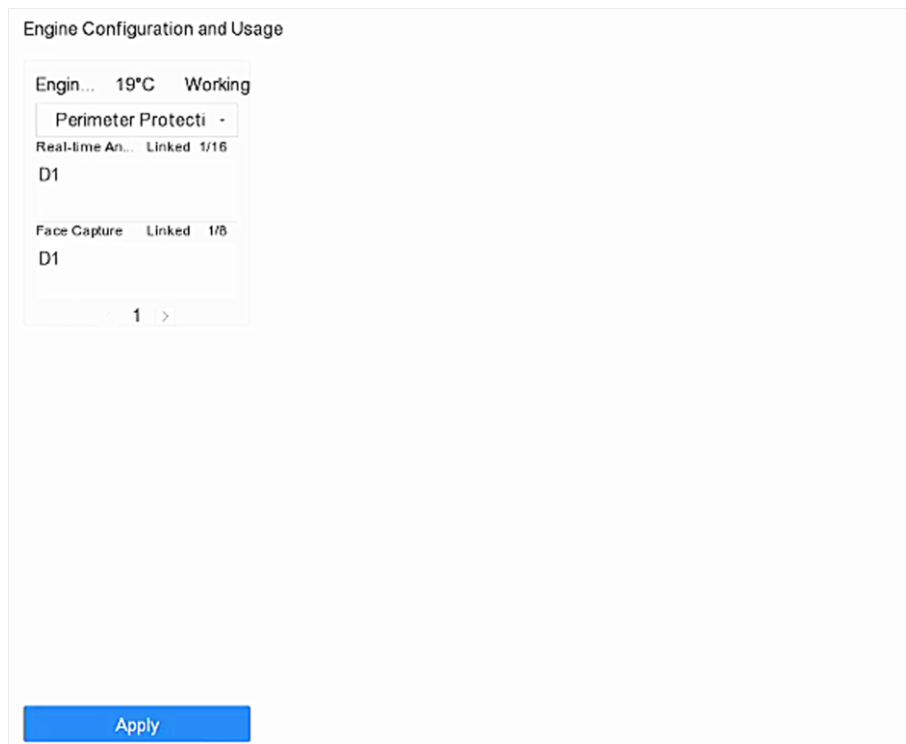 Engine Configuration and Usage
Engin... 19°C Working
Perimeter Protecti
Real-time An... Linked 1/16
D1
Face Capture Linked 1/8
D1
1 >
Apply